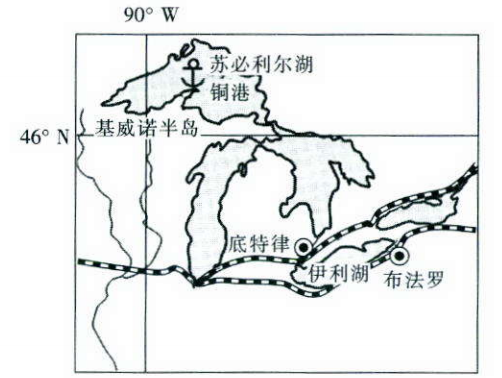 90° W
苏必利尔湖
铜港
46° N
基威诺半岛
底特律
伊利湖
布法罗